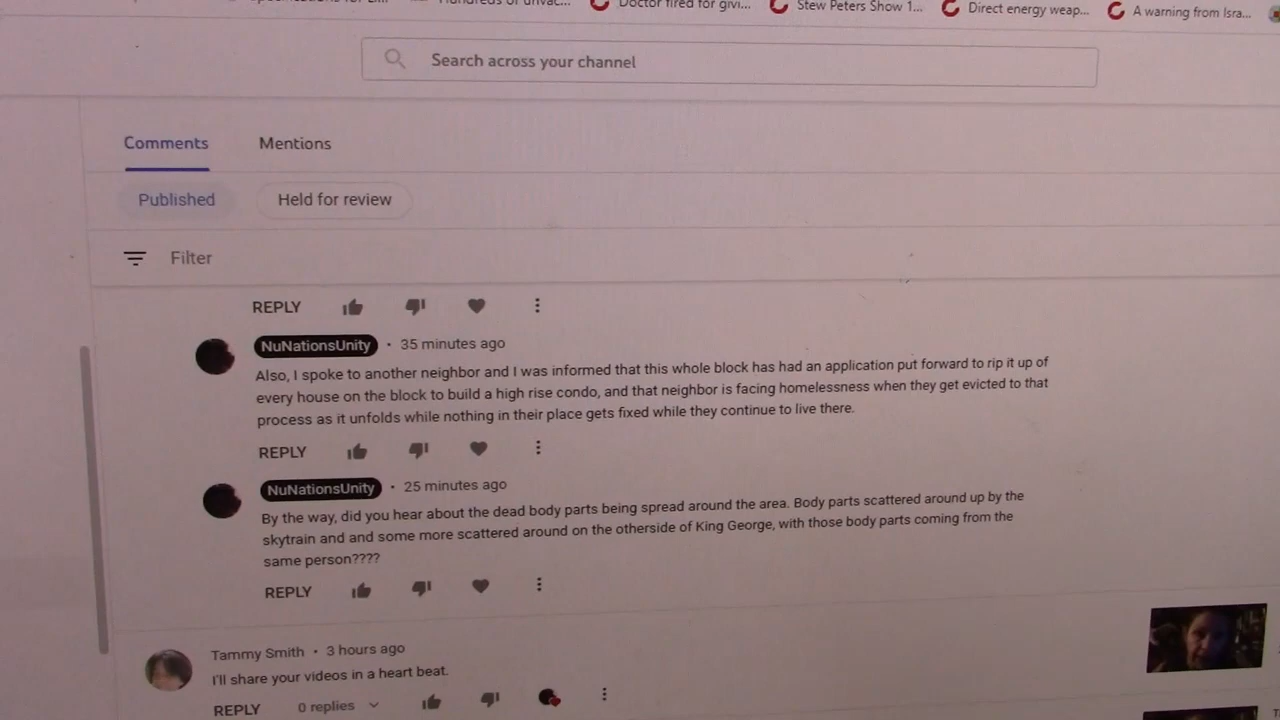 Doctor fired for givi...
Stew Peters Show 1...
Direct energy weap...
A warning from Isra...
Search across your channel
Comments
Mentions
Published
Held for review
Filter
REPLY
NuNationsUnity • 35 minutes ago
Also, I spoke to another neighbor and I was informed that this whole block has had an application put forward to rip it up of
every house on the block to build a high rise condo, and that neighbor is facing homelessness when they get evicted to that
process as it unfolds while nothing in their place gets fixed while they continue to live there.
REPLY
NuNationsUnity • 25 minutes ago
By the way, did you hear about the dead body parts being spread around the area. Body parts scattered around up by the
skytrain and and some more scattered around on the otherside of King George, with those body parts coming from the
same person????
REPLY
Tammy Smith • 3 hours ago
I'll share your videos in a heart beat.
REPLY
0 replies